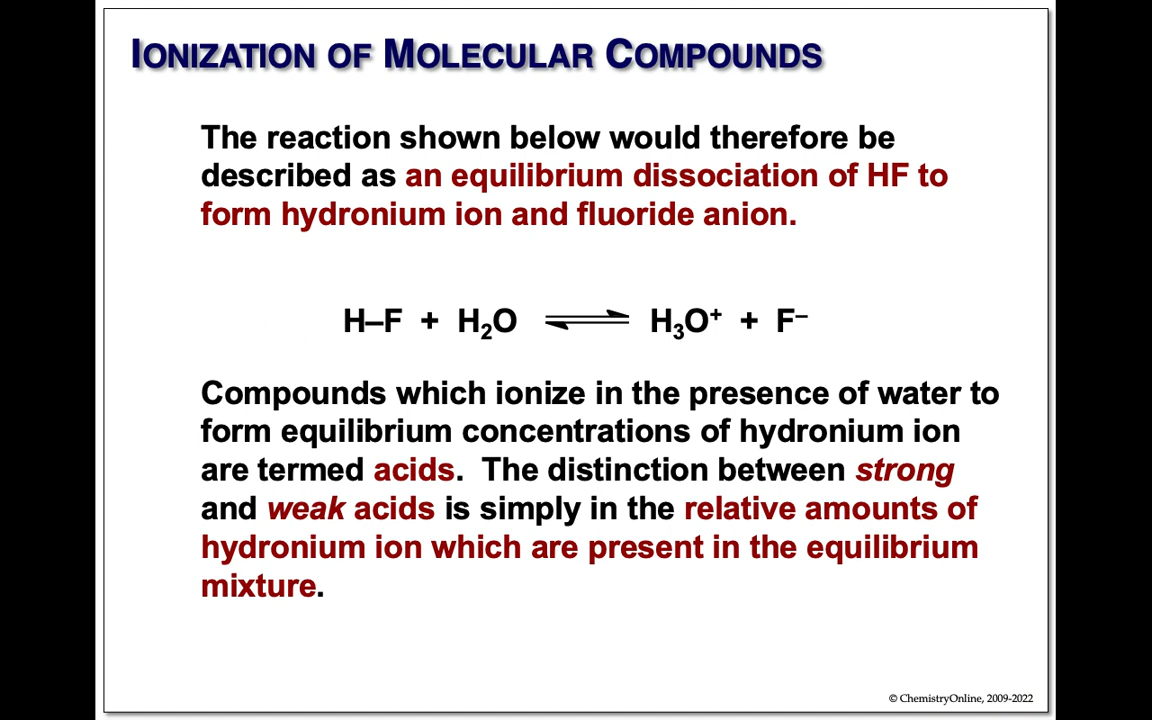 IONIZATION OF MOLECULAR COMPOUNDS
The reaction shown below would therefore be
described as an equilibrium dissociation of HF to
form hydronium ion and fluoride anion.
H–F + H₂O ⇌ H₃O⁺ + F⁻
Compounds which ionize in the presence of water to
form equilibrium concentrations of hydronium ion
are termed acids. The distinction between strong
and weak acids is simply in the relative amounts of
hydronium ion which are present in the equilibrium
mixture.
© ChemistryOnline, 2009-2022